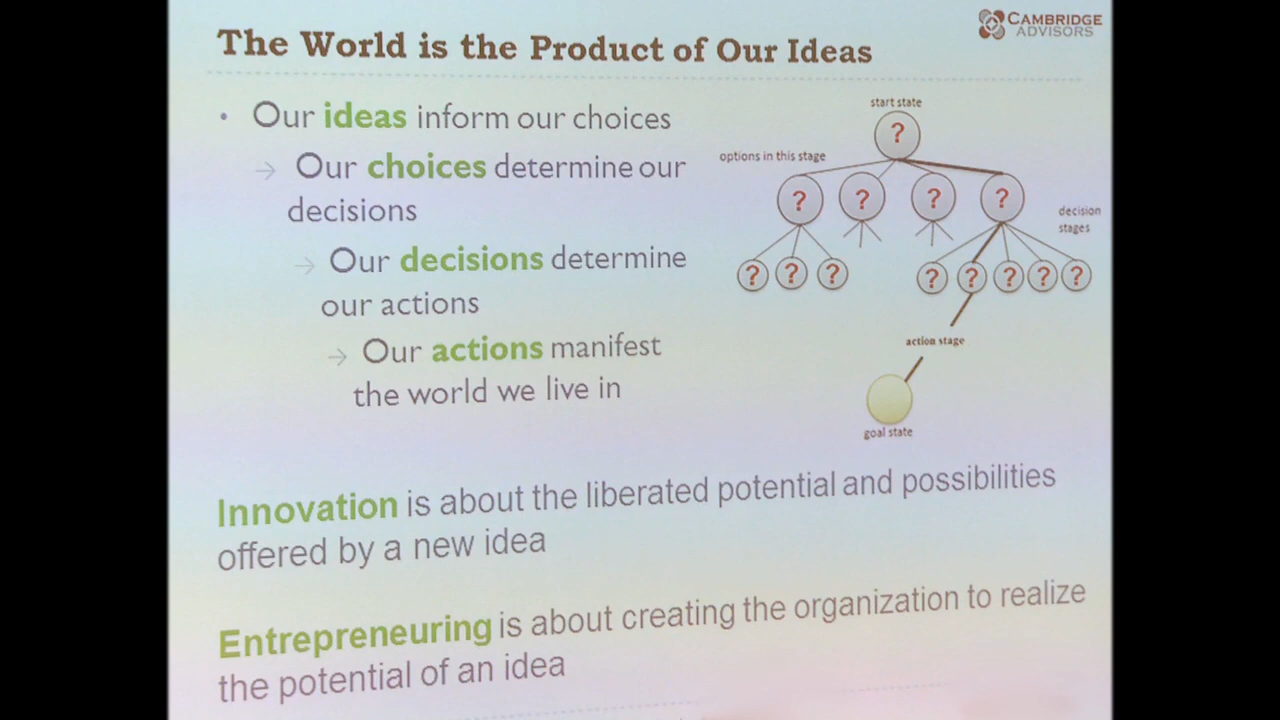 CAMBRIDGE
ADVISORS
The World is the Product of Our Ideas
• Our ideas inform our choices
→ Our choices determine our
decisions
→ Our decisions determine
our actions
→ Our actions manifest
the world we live in
start state
?
options in this stage
? ? ? ?
decision
stages
? ? ? ? ? ? ? ?
action stage
goal state
Innovation is about the liberated potential and possibilities
offered by a new idea
Entrepreneuring is about creating the organization to realize
the potential of an idea